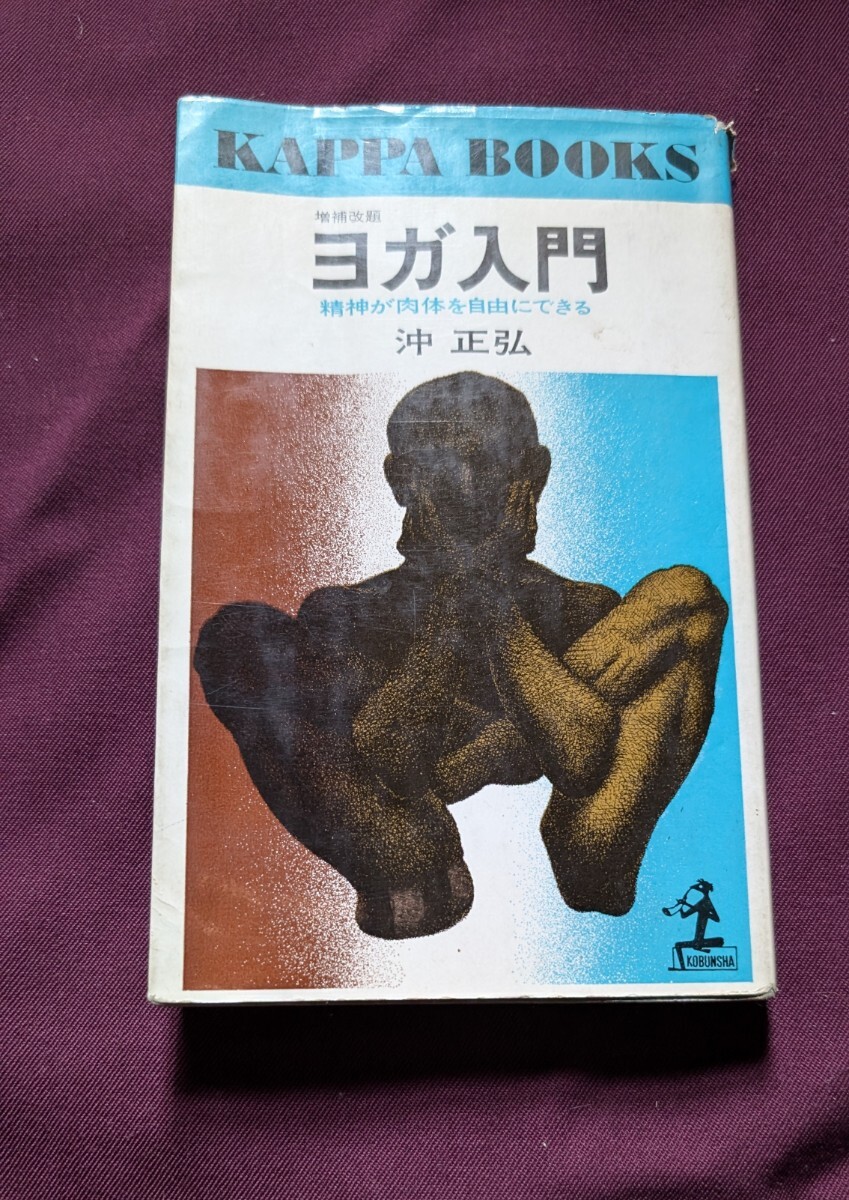 KAPPA BOOKS
増補改題
ヨガ入門
精神が肉体を自由にできる
沖 正弘
KOBUNSHA